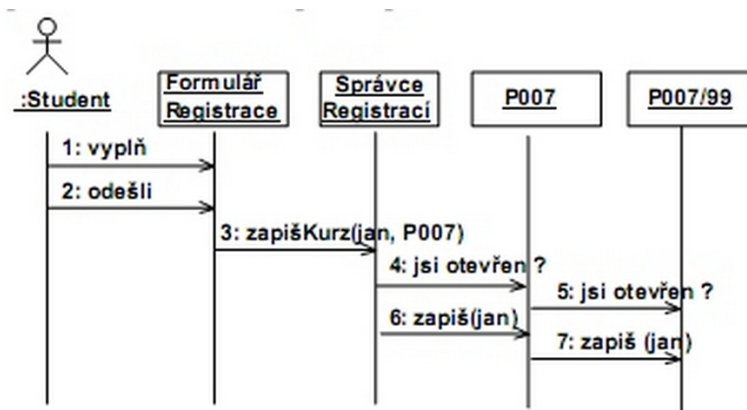 :Student
Formulář
Registrace
Správce
Registrací
P007
P007/99
1: vyplň
2: odešli
3: zapišKurz(jan, P007)
4: jsi otevřen ?
5: jsi otevřen ?
6: zapiš(jan)
7: zapiš (jan)